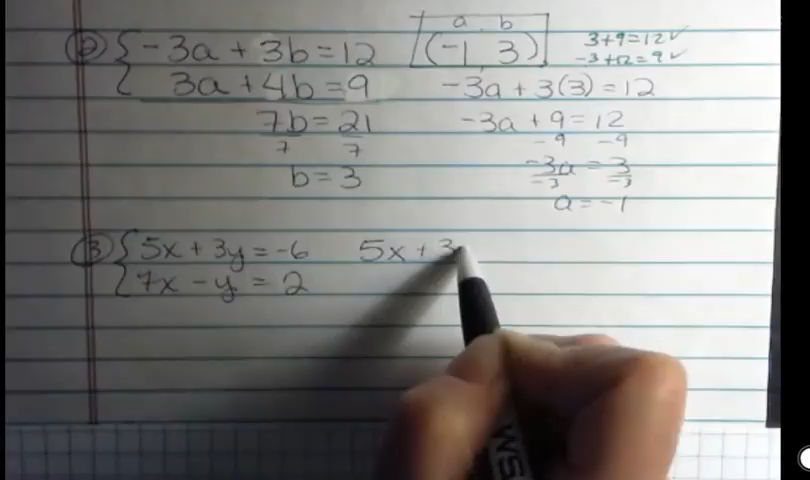 ② { -3a + 3b = 12
3a + 4b = 9
7b = 21
7 7
b = 3
a b
(-1, 3)
3+9=12✓
-3+12=9✓
-3a + 3(3) = 12
-3a + 9 = 12
-9 -9
-3a = 3
-3 -3
a = -1
③ { 5x + 3y = -6
7x - y = 2
5x + 3
WS